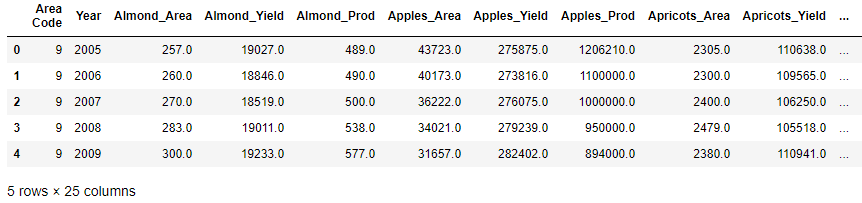 Area Code Year Almond_Area Almond_Yield Almond_Prod Apples_Area Apples_Yield Apples_Prod Apricots_Area Apricots_Yield ...
0 9 2005 257.0 19027.0 489.0 43723.0 275875.0 1206210.0 2305.0 110638.0 ...
1 9 2006 260.0 18846.0 490.0 40173.0 273816.0 1100000.0 2300.0 109565.0 ...
2 9 2007 270.0 18519.0 500.0 36222.0 276075.0 1000000.0 2400.0 106250.0 ...
3 9 2008 283.0 19011.0 538.0 34021.0 279239.0 950000.0 2479.0 105518.0 ...
4 9 2009 300.0 19233.0 577.0 31657.0 282402.0 894000.0 2380.0 110941.0 ...
5 rows × 25 columns